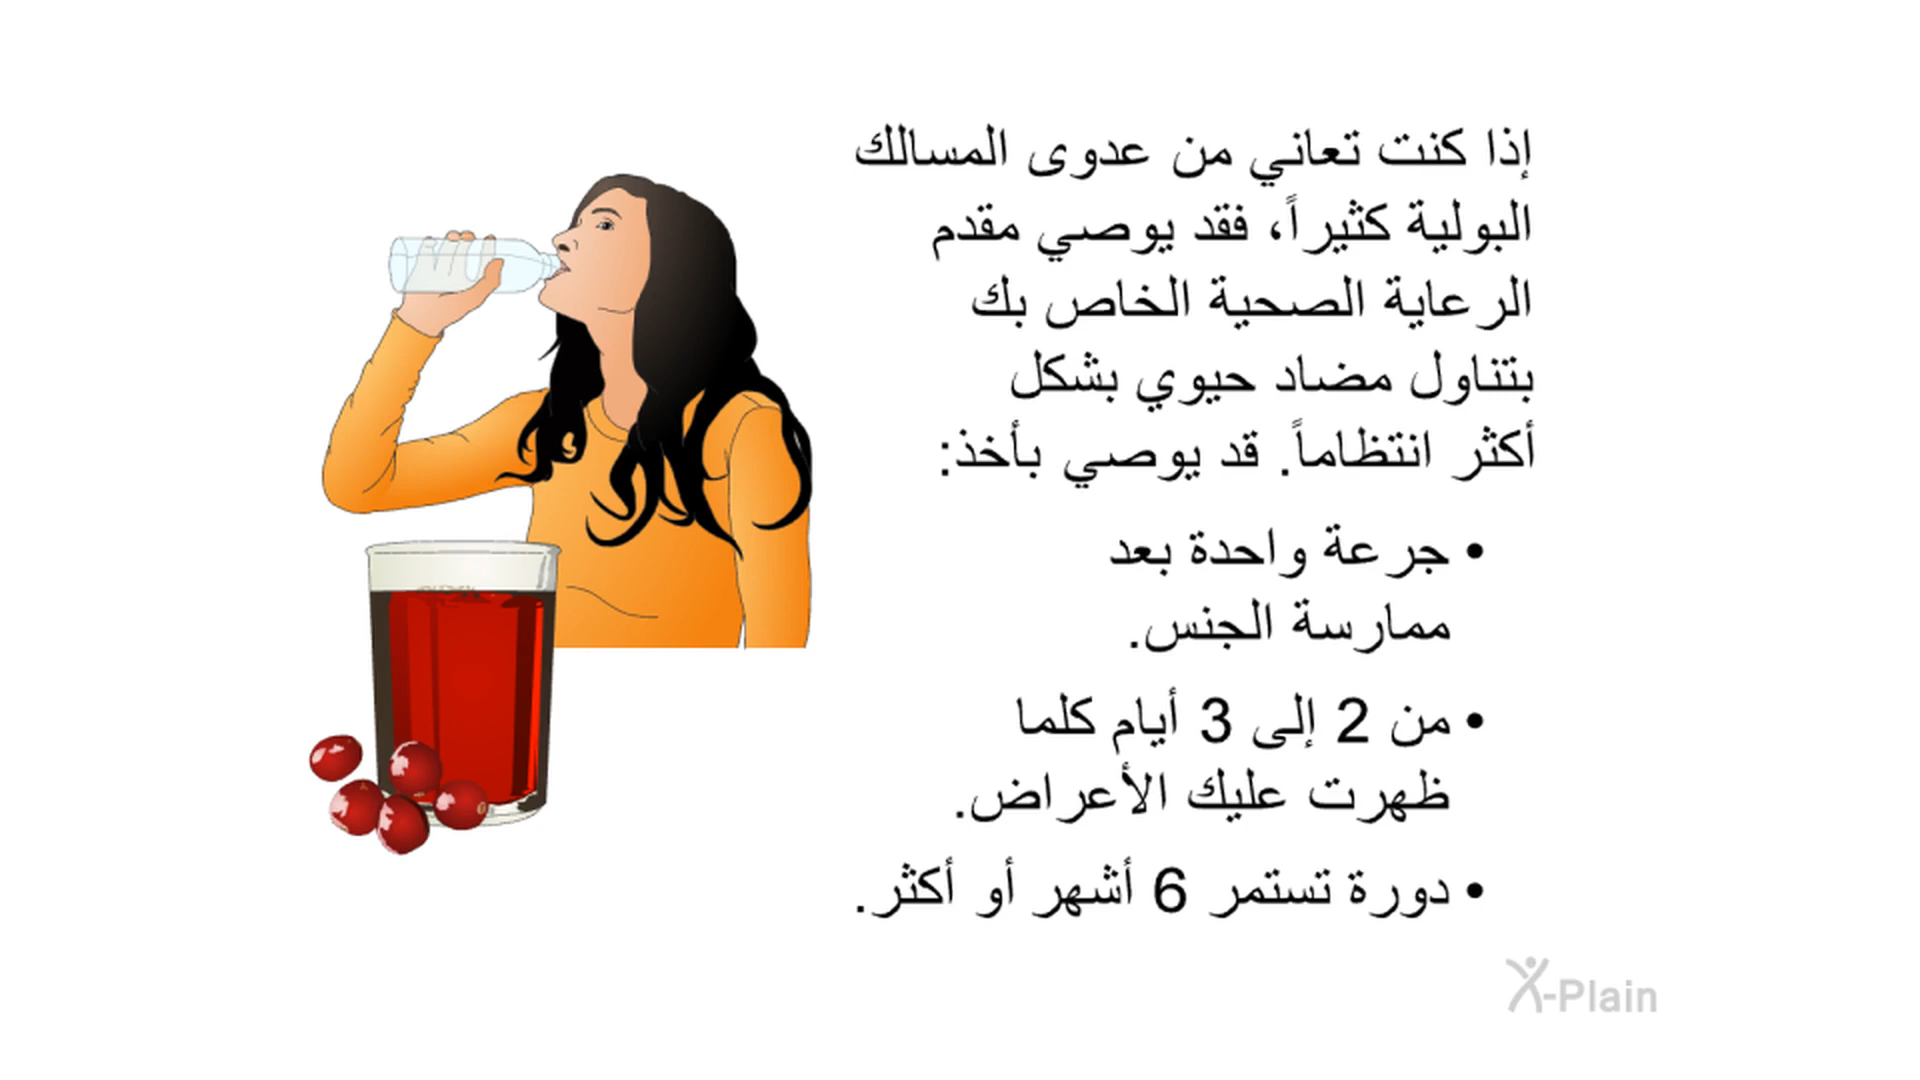 إذا كنت تعاني من عدوى المسالك
البولية كثيراً، فقد يوصي مقدم
الرعاية الصحية الخاص بك
بتناول مضاد حيوي بشكل
أكثر انتظاماً. قد يوصي بأخذ:
• جرعة واحدة بعد
ممارسة الجنس.
• من 2 إلى 3 أيام كلما
ظهرت عليك الأعراض.
• دورة تستمر 6 أشهر أو أكثر.
X-Plain